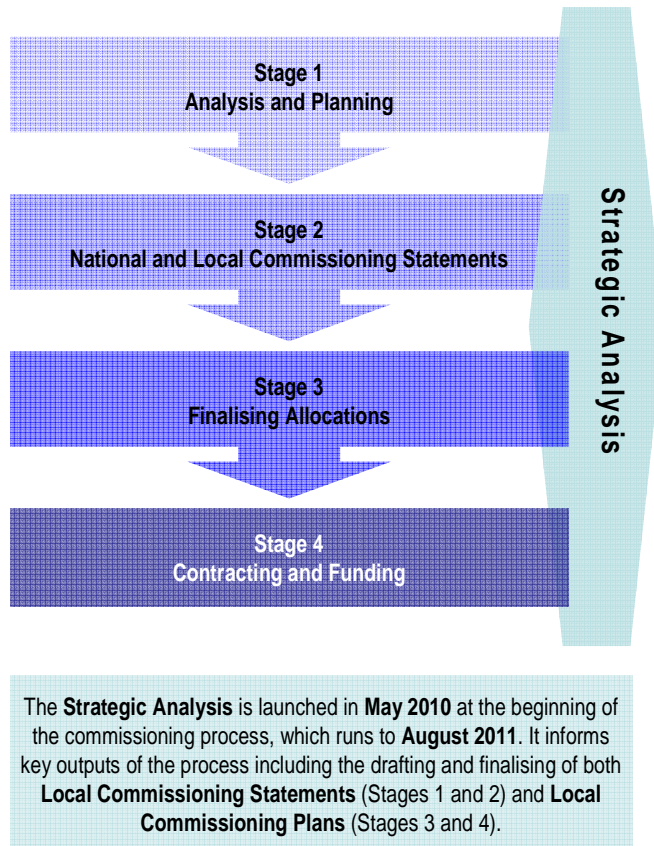 Stage 1
Analysis and Planning
Stage 2
National and Local Commissioning Statements
Stage 3
Finalising Allocations
Stage 4
Contracting and Funding
Strategic Analysis
The Strategic Analysis is launched in May 2010 at the beginning of
the commissioning process, which runs to August 2011. It informs
key outputs of the process including the drafting and finalising of both
Local Commissioning Statements (Stages 1 and 2) and Local
Commissioning Plans (Stages 3 and 4).